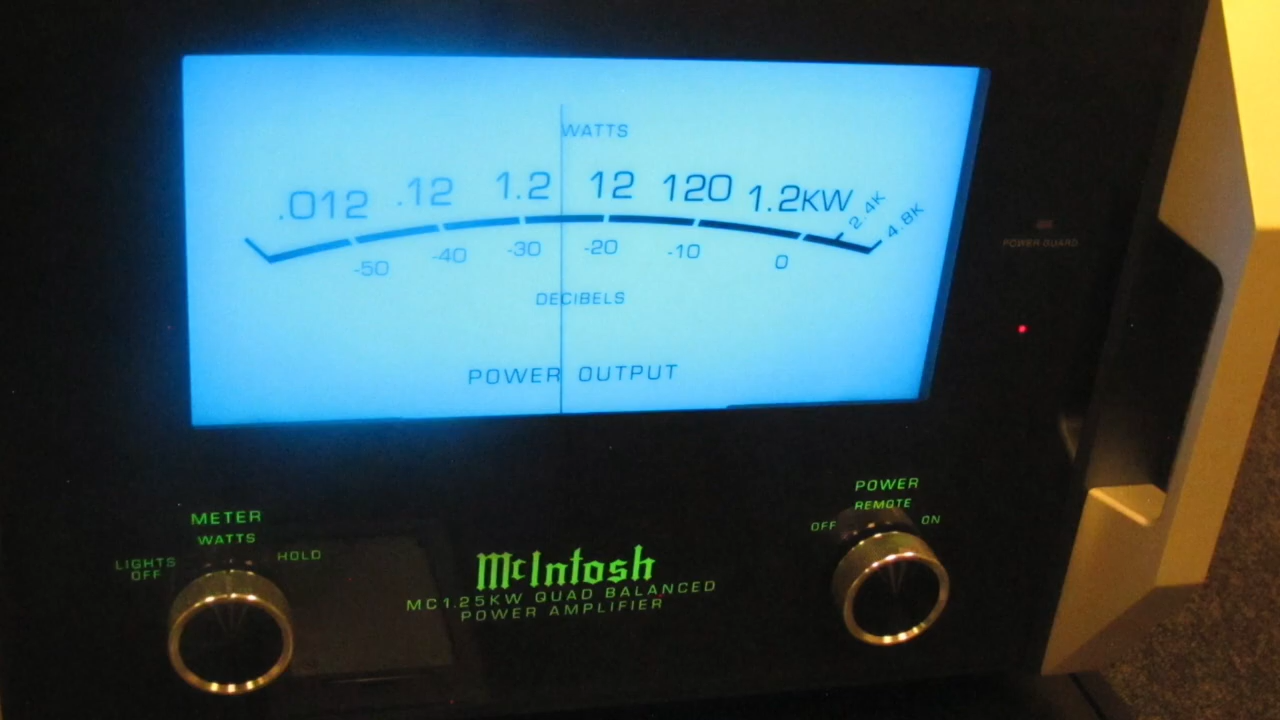 WATTS
.012 .12 1.2 12 120 1.2KW 2.4K 4.8K
-50 -40 -30 -20 -10 0
DECIBELS
POWER OUTPUT
POWER GUARD
METER
WATTS
LIGHTS OFF
HOLD
McIntosh
MC1.25KW QUAD BALANCED
POWER AMPLIFIER
POWER
REMOTE
OFF ON